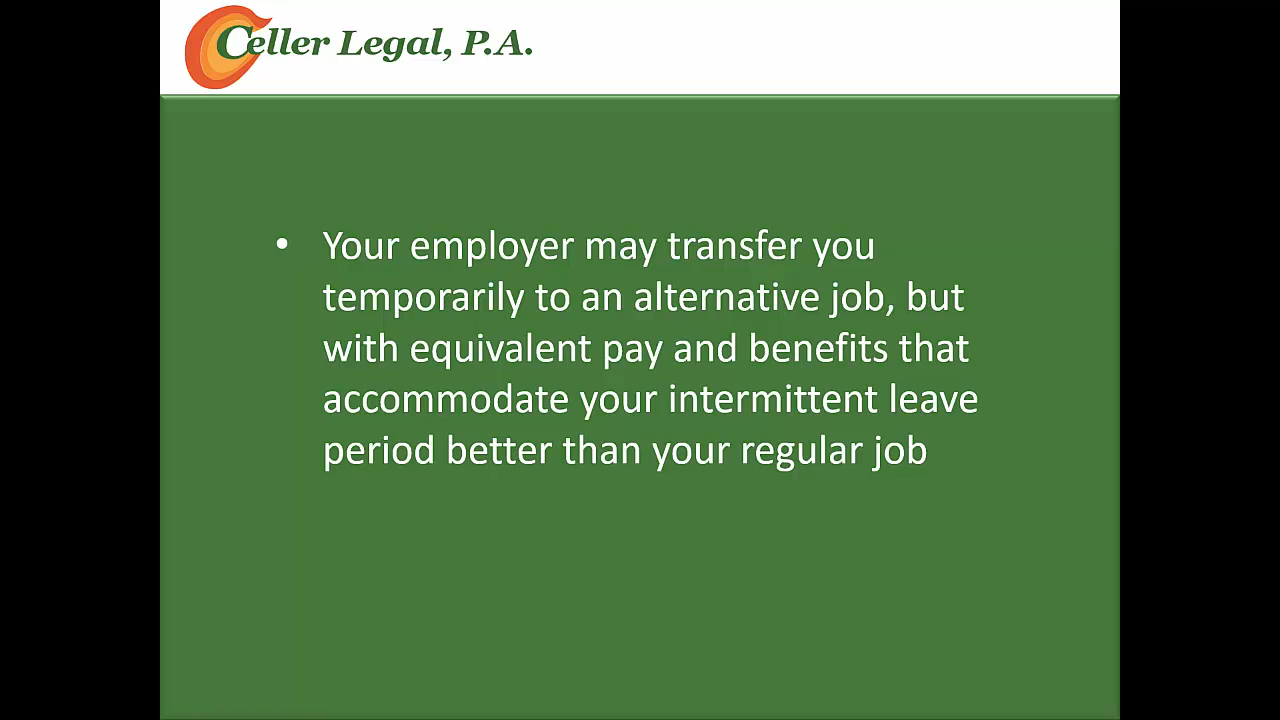 Celler Legal, P.A.
• Your employer may transfer you
temporarily to an alternative job, but
with equivalent pay and benefits that
accommodate your intermittent leave
period better than your regular job